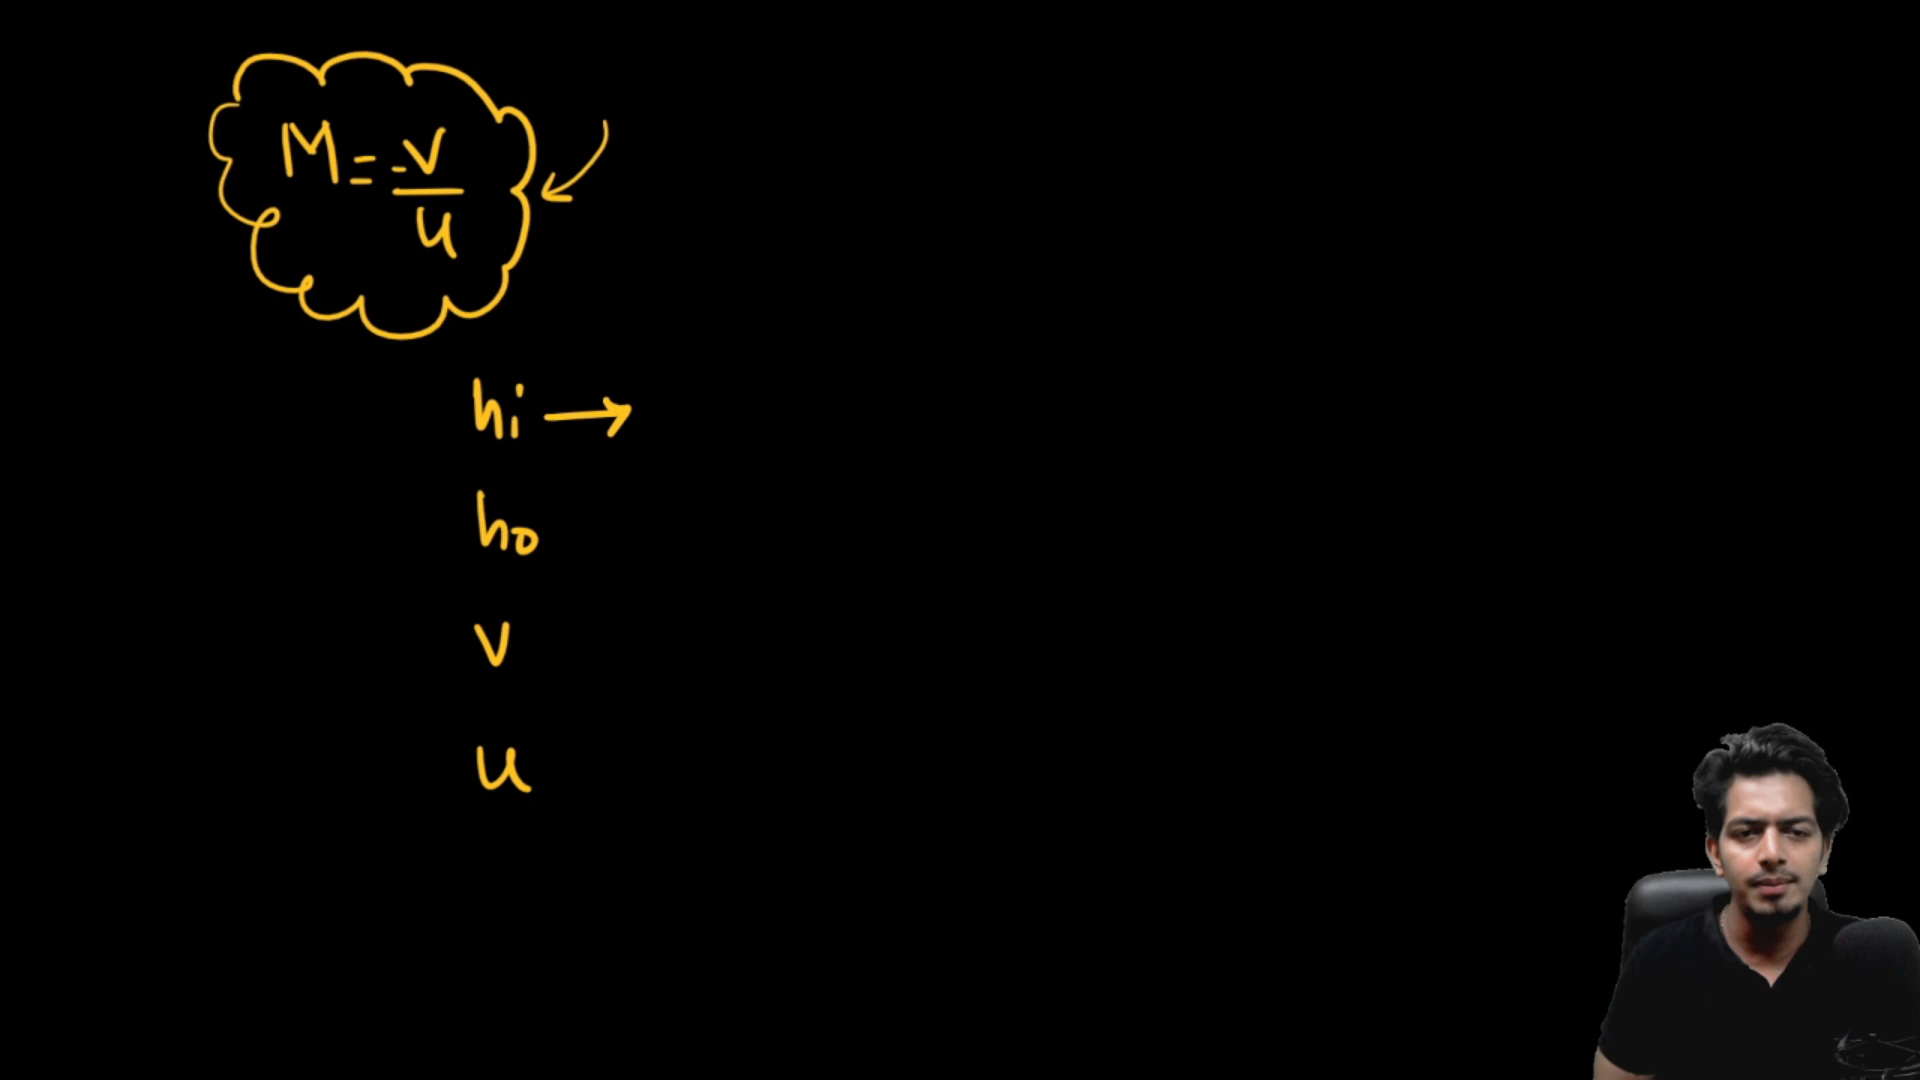 M = -v/u
hi →
ho
v
u